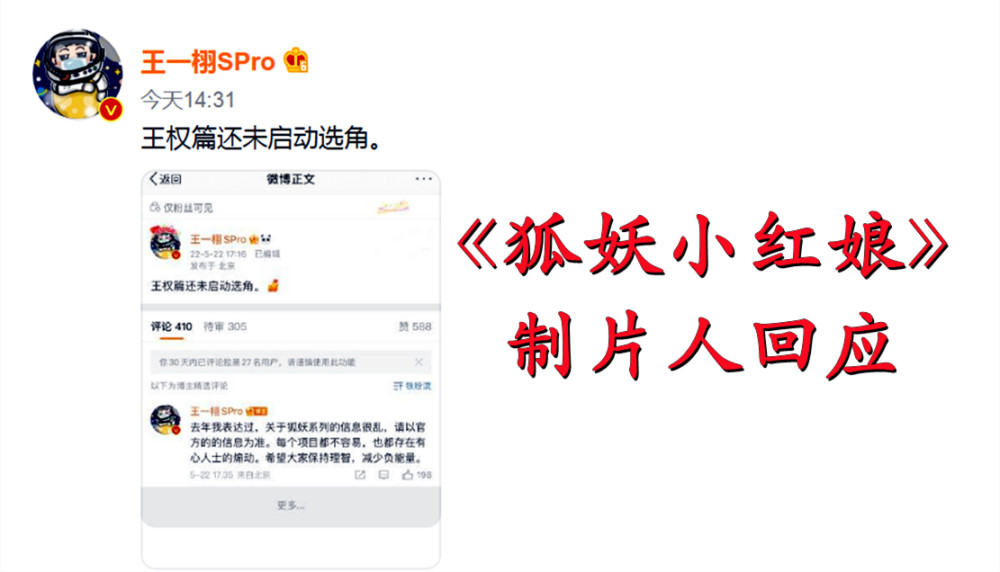 王一栩SPro
今天14:31
王权篇还未启动选角。
返回
微博正文
仅粉丝可见
王一栩SPro
22-5-22 17:16 已编辑
发布于 北京
王权篇还未启动选角。
评论 410 待审 305
赞 588
你30天内已评论拉黑27名用户，请谨慎使用此功能
以下为博主精选评论
铁粉流
王一栩SPro
去年我表达过，关于狐妖系列的信息很乱，请以官
方的的信息为准。每个项目都不容易，也都存在有
心人士的煽动。希望大家保持理智，减少负能量。
5-22 17:35 来自北京
198
更多...
《狐妖小红娘》
制片人回应